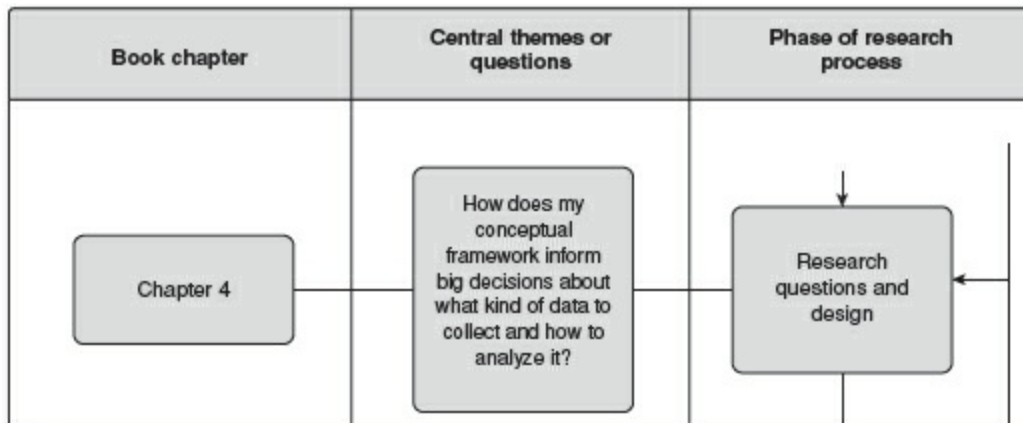 Book chapter
Central themes or
questions
Phase of research
process
Chapter 4
How does my
conceptual
framework inform
big decisions about
what kind of data to
collect and how to
analyze it?
Research
questions and
design